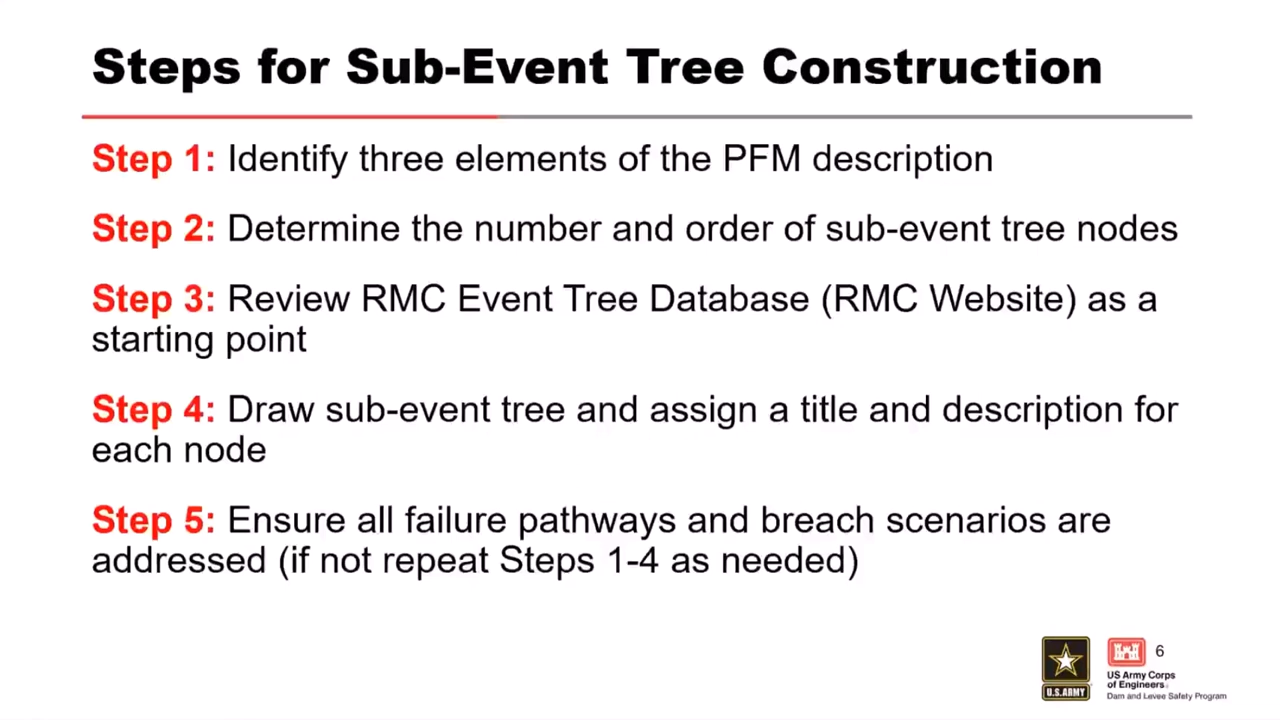 Steps for Sub-Event Tree Construction
Step 1: Identify three elements of the PFM description
Step 2: Determine the number and order of sub-event tree nodes
Step 3: Review RMC Event Tree Database (RMC Website) as a
starting point
Step 4: Draw sub-event tree and assign a title and description for
each node
Step 5: Ensure all failure pathways and breach scenarios are
addressed (if not repeat Steps 1-4 as needed)
6
U.S.ARMY
US Army Corps
of Engineers
Dam and Levee Safety Program